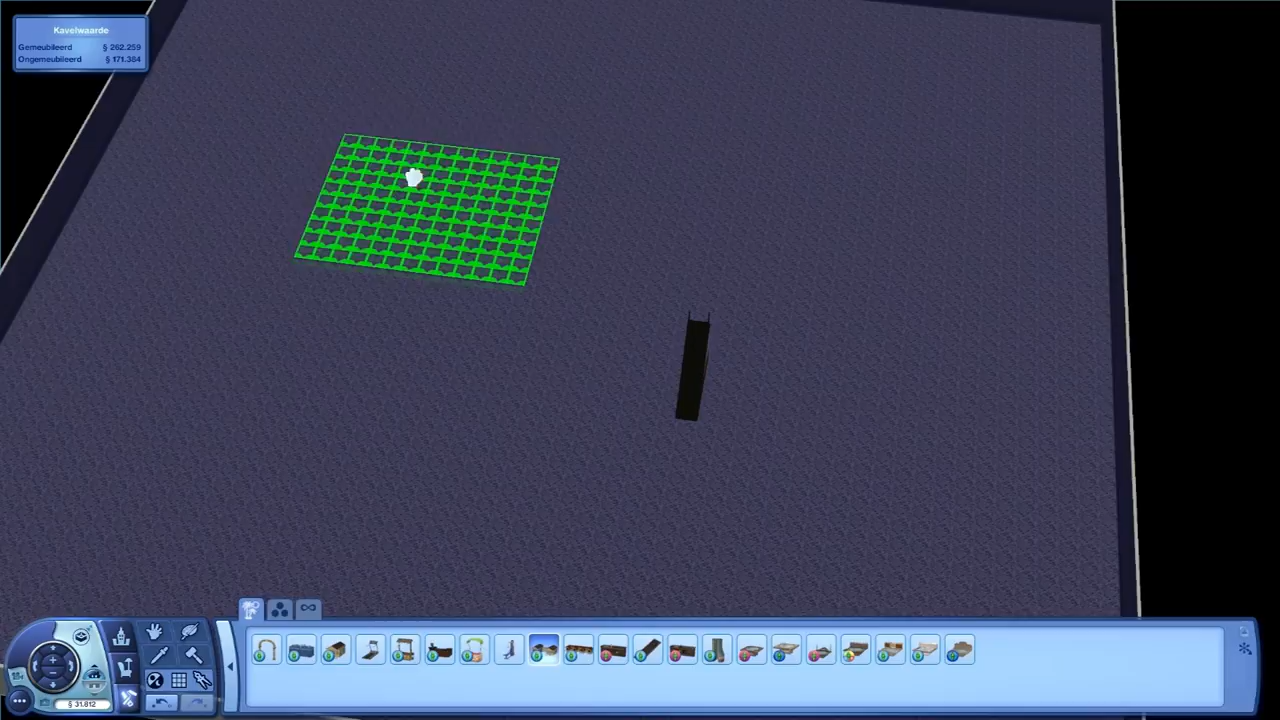 Kavelwaarde
Gemeubileerd § 262.259
Ongemeubileerd § 171.384
§ 31.812